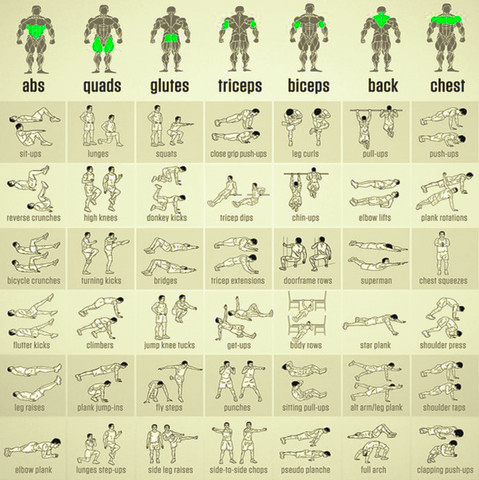 abs quads glutes triceps biceps back chest
sit-ups lunges squats close grip push-ups leg curls pull-ups push-ups
reverse crunches high knees donkey kicks tricep dips chin-ups elbow lifts plank rotations
bicycle crunches turning kicks bridges tricep extensions doorframe rows superman chest squeezes
flutter kicks climbers jump knee tucks get-ups body rows star plank shoulder press
leg raises plank jump-ins fly steps punches sitting pull-ups alt arm/leg plank shoulder taps
elbow plank lunges step-ups side leg raises side-to-side chops pseudo planche full arch clapping push-ups